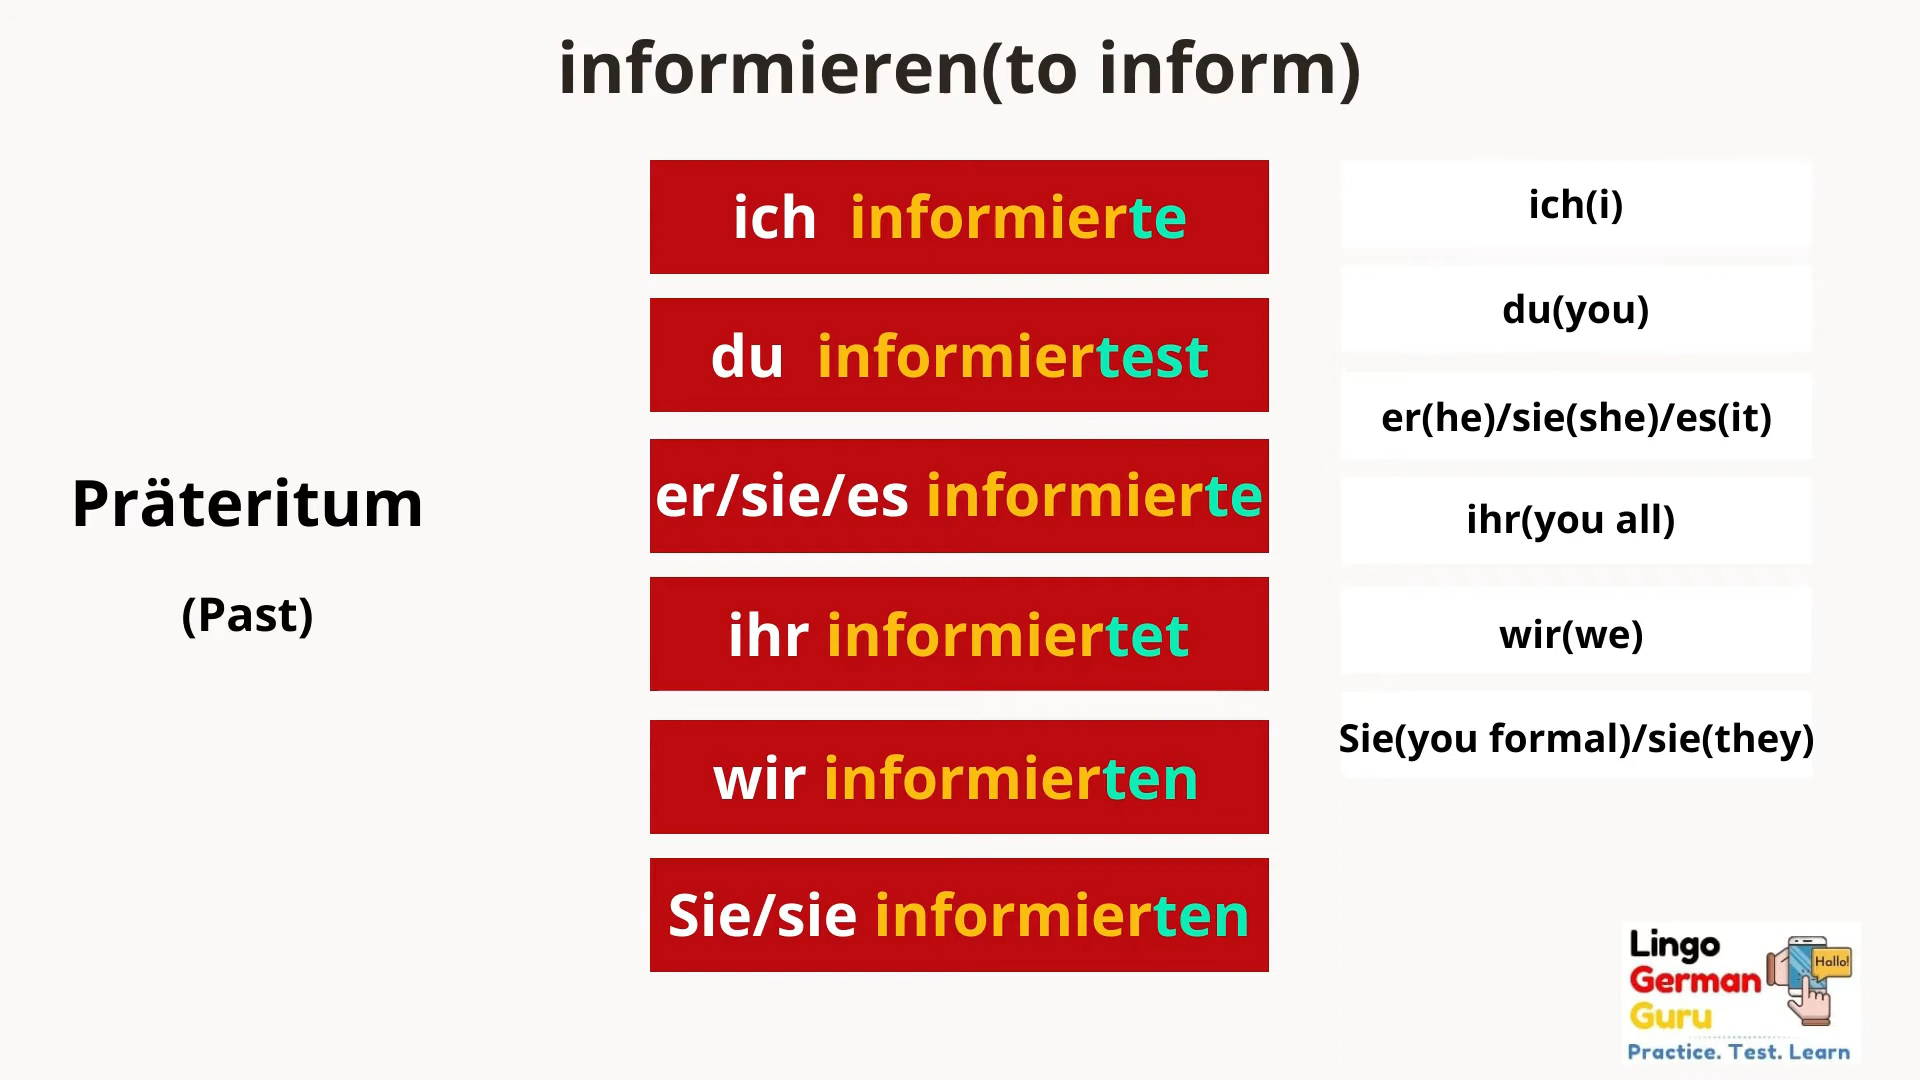 informieren(to inform)
Präteritum
(Past)
ich informierte
du informiertest
er/sie/es informierte
ihr informiertet
wir informierten
Sie/sie informierten
ich(i)
du(you)
er(he)/sie(she)/es(it)
ihr(you all)
wir(we)
Sie(you formal)/sie(they)
Lingo
German
Guru
Hallo!
Practice. Test. Learn